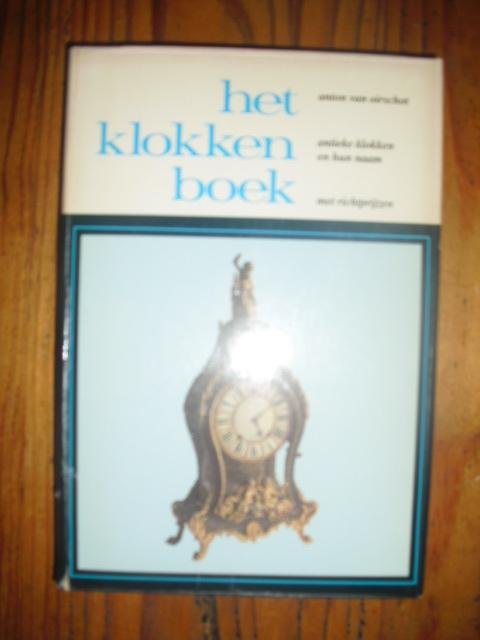 het
klokken
boek
anton van oirschot
antieke klokken
en hun naam
met richtprijzen